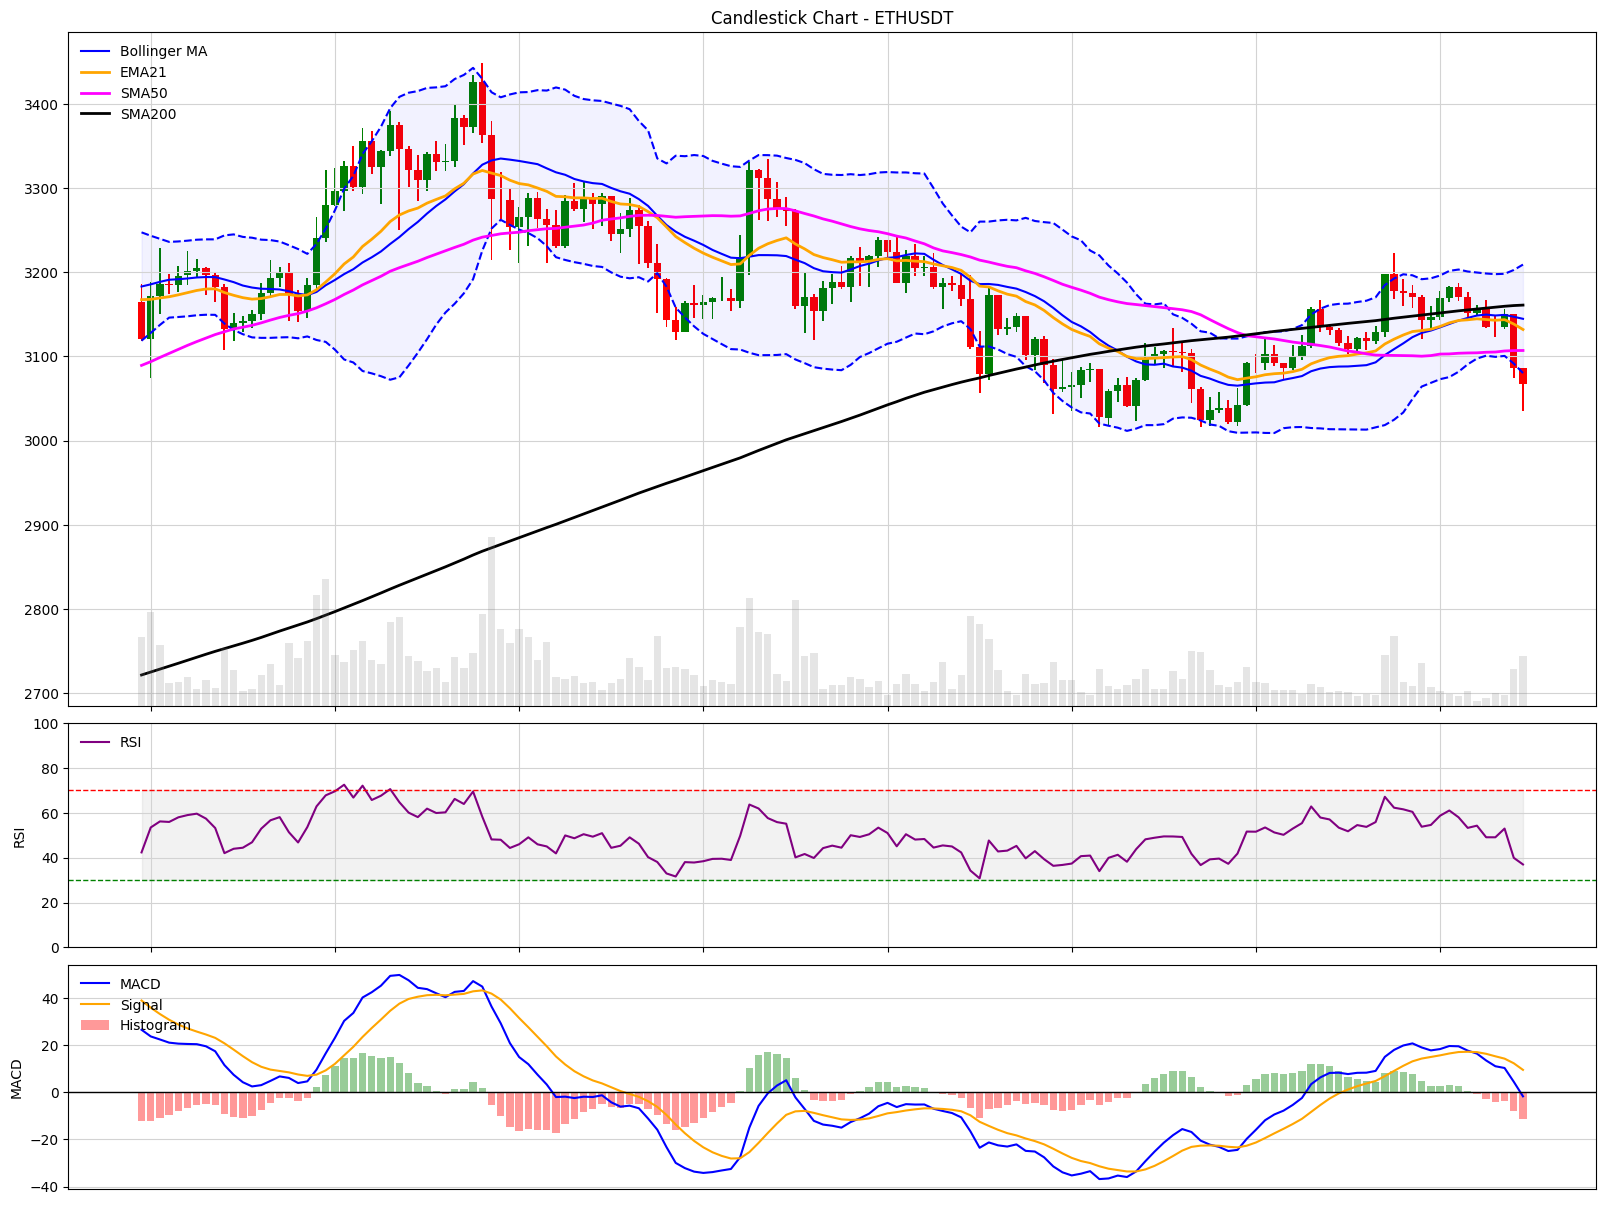 Candlestick Chart - ETHUSDT
Bollinger MA
EMA21
SMA50
SMA200
3400
3300
3200
3100
3000
2900
2800
2700
RSI
100
80
60
40
20
0
RSI
MACD
Signal
Histogram
40
20
0
−20
−40
MACD